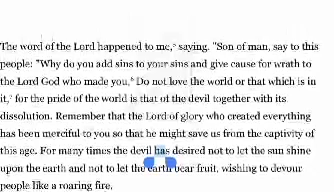 The word of the Lord happened to me,ᵃ saying. "Son of man, say to this
people: "Why do you add sins to your sins and give cause for wrath to
the Lord God who made you,ᵇ Do not love the world or that which is in
it,ᶜ for the pride of the world is that of the devil together with its
dissolution. Remember that the Lord of glory who created everything
has been merciful to you so that he might save us from the captivity of
this age. For many times the devil has desired not to let the sun shine
upon the earth and not to let the earth bear fruit, wishing to devour
people like a roaring fire,